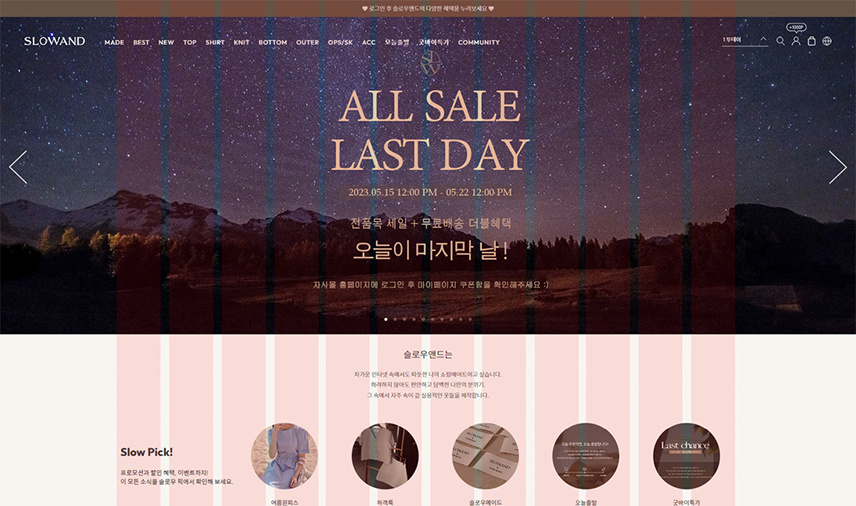 ♥ 로그인 후 슬로우앤드의 다양한 혜택을 누려보세요 ♥
+1000P
SLOWAND MADE BEST NEW TOP SHIRT KNIT BOTTOM OUTER OPS/SK ACC 오늘출발 굿바이특가 COMMUNITY
ALL SALE
LAST DAY
2023.05.15 12:00 PM - 05.22 12:00 PM
전품목 세일 + 무료배송 더블혜택
오늘이 마지막 날!
자사몰 홈페이지에 로그인 후 마이페이지 쿠폰함을 확인해주세요 :)
슬로우앤드는
차가운 인터넷 속에서도 따뜻한 나의 쇼핑메이트이고 싶습니다.
화려하지 않아도 편안하고 담백한 나만의 분위기,
그 속에서 자주 손이 갈 실용적인 옷들을 제작합니다.
Slow Pick!
프로모션과 할인 혜택, 이벤트까지!
이 모든 소식을 슬로우 픽에서 확인해 보세요.
SLOWAND
Last chance
여름원피스
하객룩
슬로우메이드
오늘출발
굿바이특가